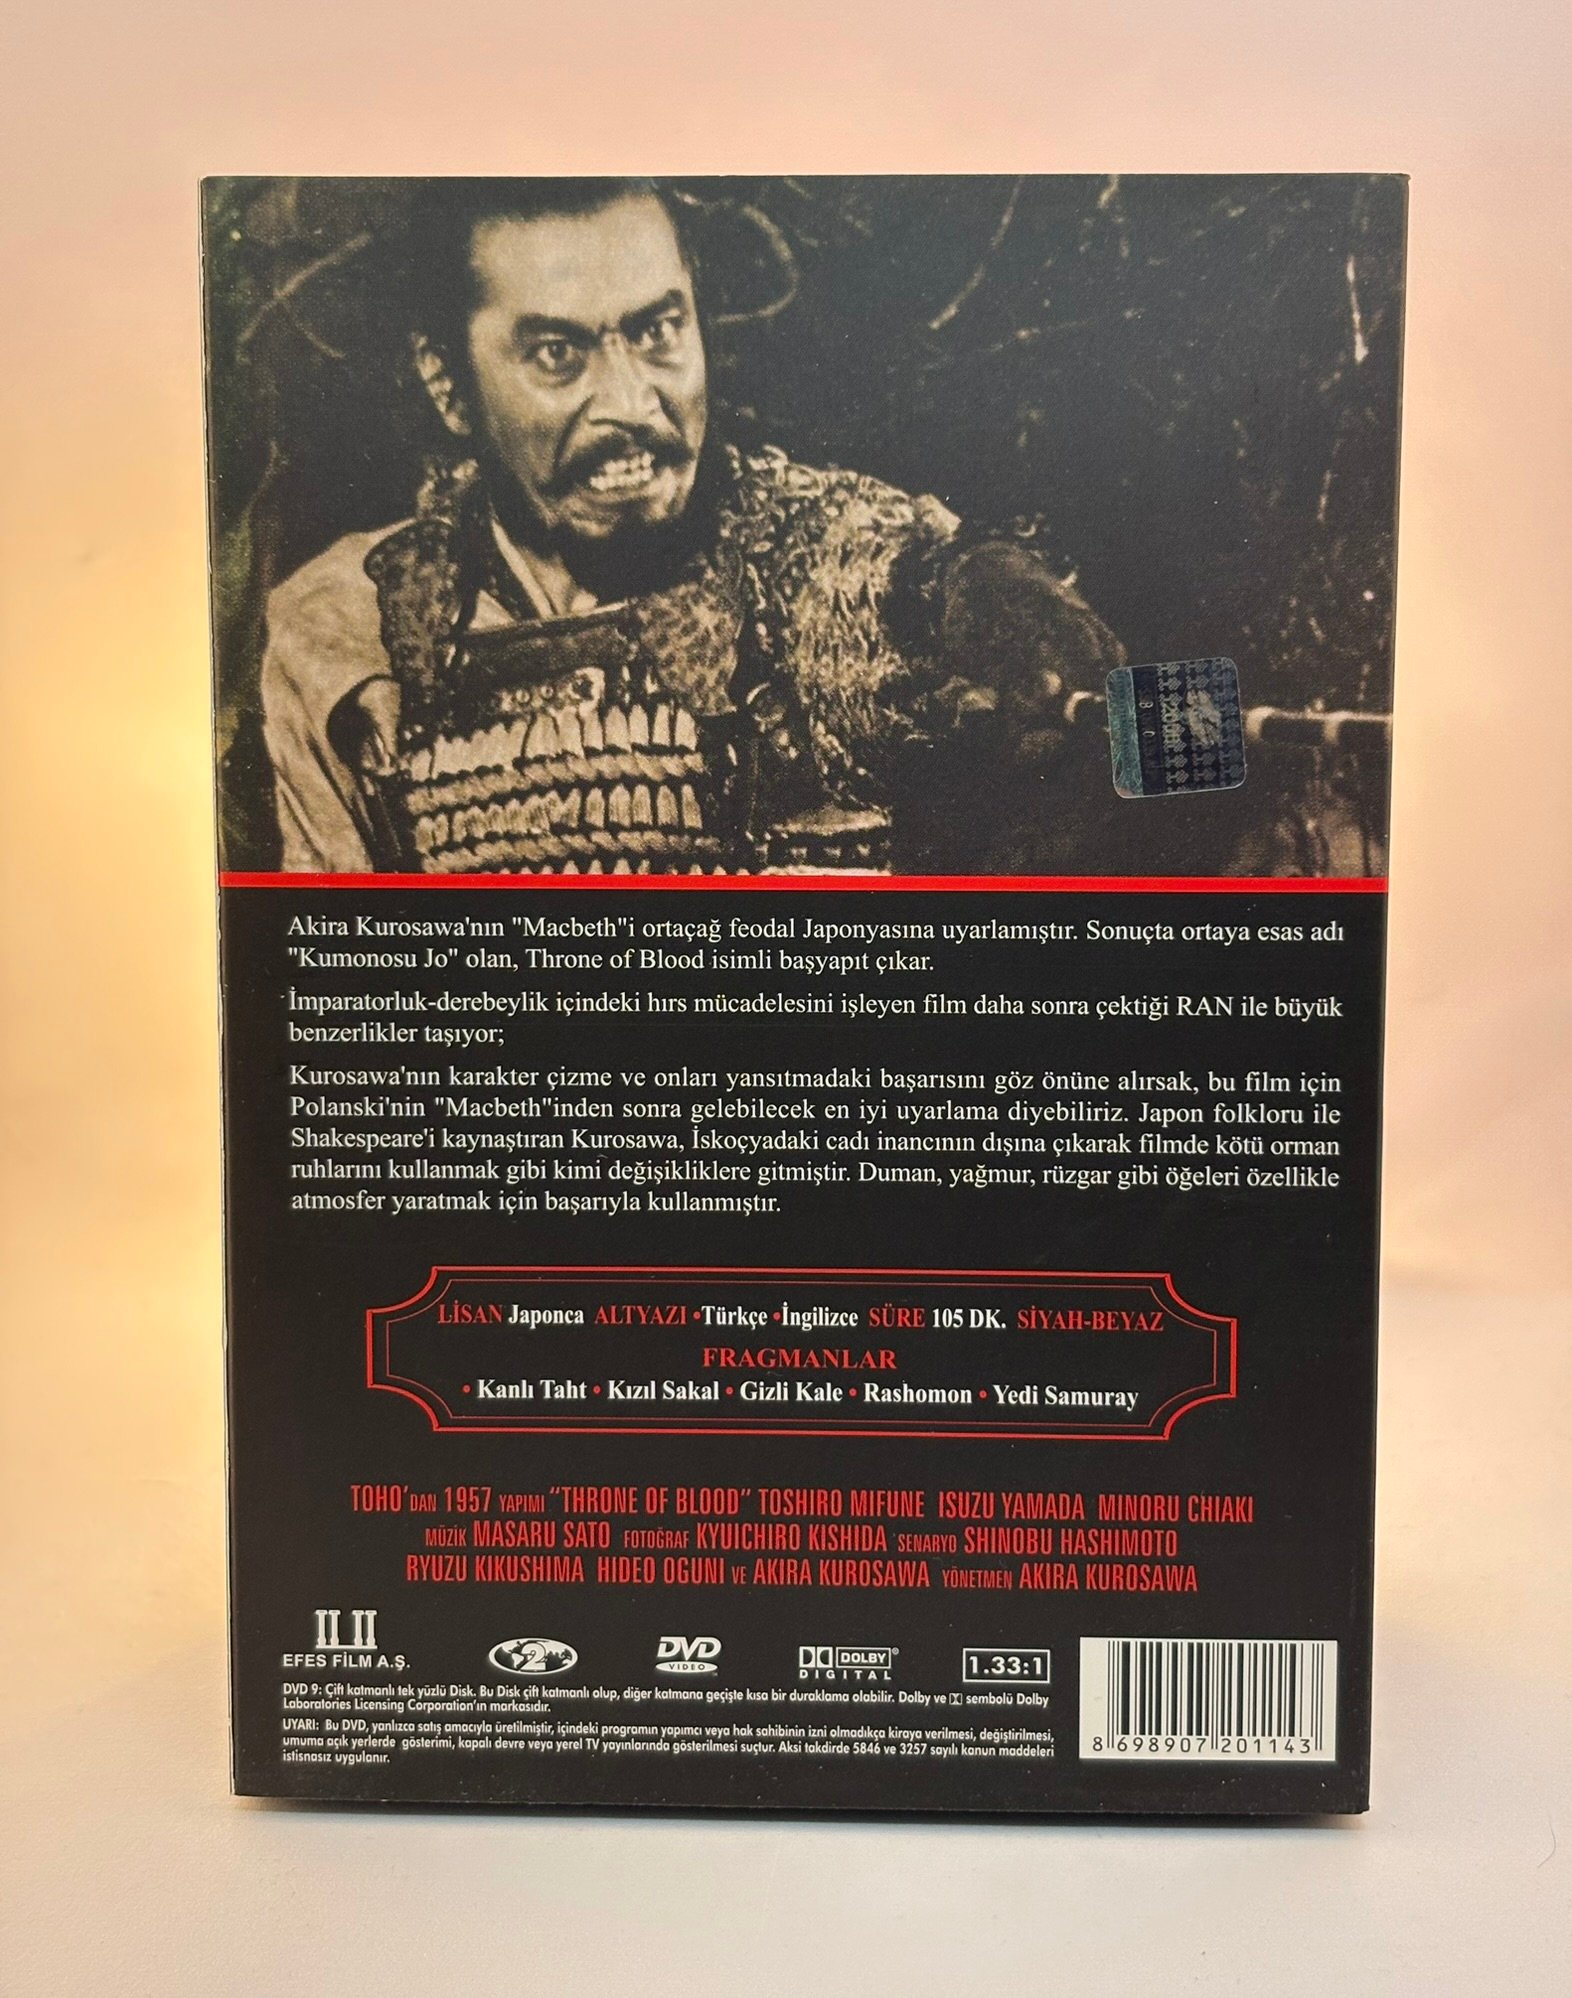 Akira Kurosawa'nın "Macbeth"i ortaçağ feodal Japonyasına uyarlamıştır. Sonuçta ortaya esas adı
"Kumonosu Jo" olan, Throne of Blood isimli başyapıt çıkar.
İmparatorluk-derebeylik içindeki hırs mücadelesini işleyen film daha sonra çektiği RAN ile büyük
benzerlikler taşıyor;
Kurosawa'nın karakter çizme ve onları yansıtmadaki başarısını göz önüne alırsak, bu film için
Polanski'nin "Macbeth"inden sonra gelebilecek en iyi uyarlama diyebiliriz. Japon folkloru ile
Shakespeare'i kaynaştıran Kurosawa, İskoçyadaki cadı inancının dışına çıkarak filmde kötü orman
ruhlarını kullanmak gibi kimi değişikliklere gitmiştir. Duman, yağmur, rüzgar gibi öğeleri özellikle
atmosfer yaratmak için başarıyla kullanmıştır.
LİSAN Japonca ALTYAZI •Türkçe •İngilizce SÜRE 105 DK. SİYAH-BEYAZ
FRAGMANLAR
• Kanlı Taht • Kızıl Sakal • Gizli Kale • Rashomon • Yedi Samuray
TOHO'DAN 1957 YAPIMI "THRONE OF BLOOD" TOSHIRO MIFUNE ISUZU YAMADA MINORU CHIAKI
MÜZİK MASARU SATO FOTOĞRAF KYUICHIRO KISHIDA SENARYO SHINOBU HASHIMOTO
RYUZU KIKUSHIMA HIDEO OGUNI VE AKIRA KUROSAWA YÖNETMEN AKIRA KUROSAWA
EFES FİLM A.Ş.
2
DVD VIDEO
DOLBY DIGITAL
1.33:1
DVD 9: Çift katmanlı tek yüzlü Disk. Bu Disk çift katmanlı olup, diğer katmana geçişte kısa bir duraklama olabilir. Dolby ve sembolü Dolby
Laboratories Licensing Corporation'ın markasıdır.
UYARI: Bu DVD, yanlızca satış amacıyla üretilmiştir, içindeki programın yapımcı veya hak sahibinin izni olmadıkça kiraya verilmesi, değiştirilmesi,
umuma açık yerlerde gösterimi, kapalı devre veya yerel TV yayınlarında gösterilmesi suçtur. Aksi takdirde 5846 ve 3257 sayılı kanun maddeleri
istisnasız uygulanır.
8 698907 201143